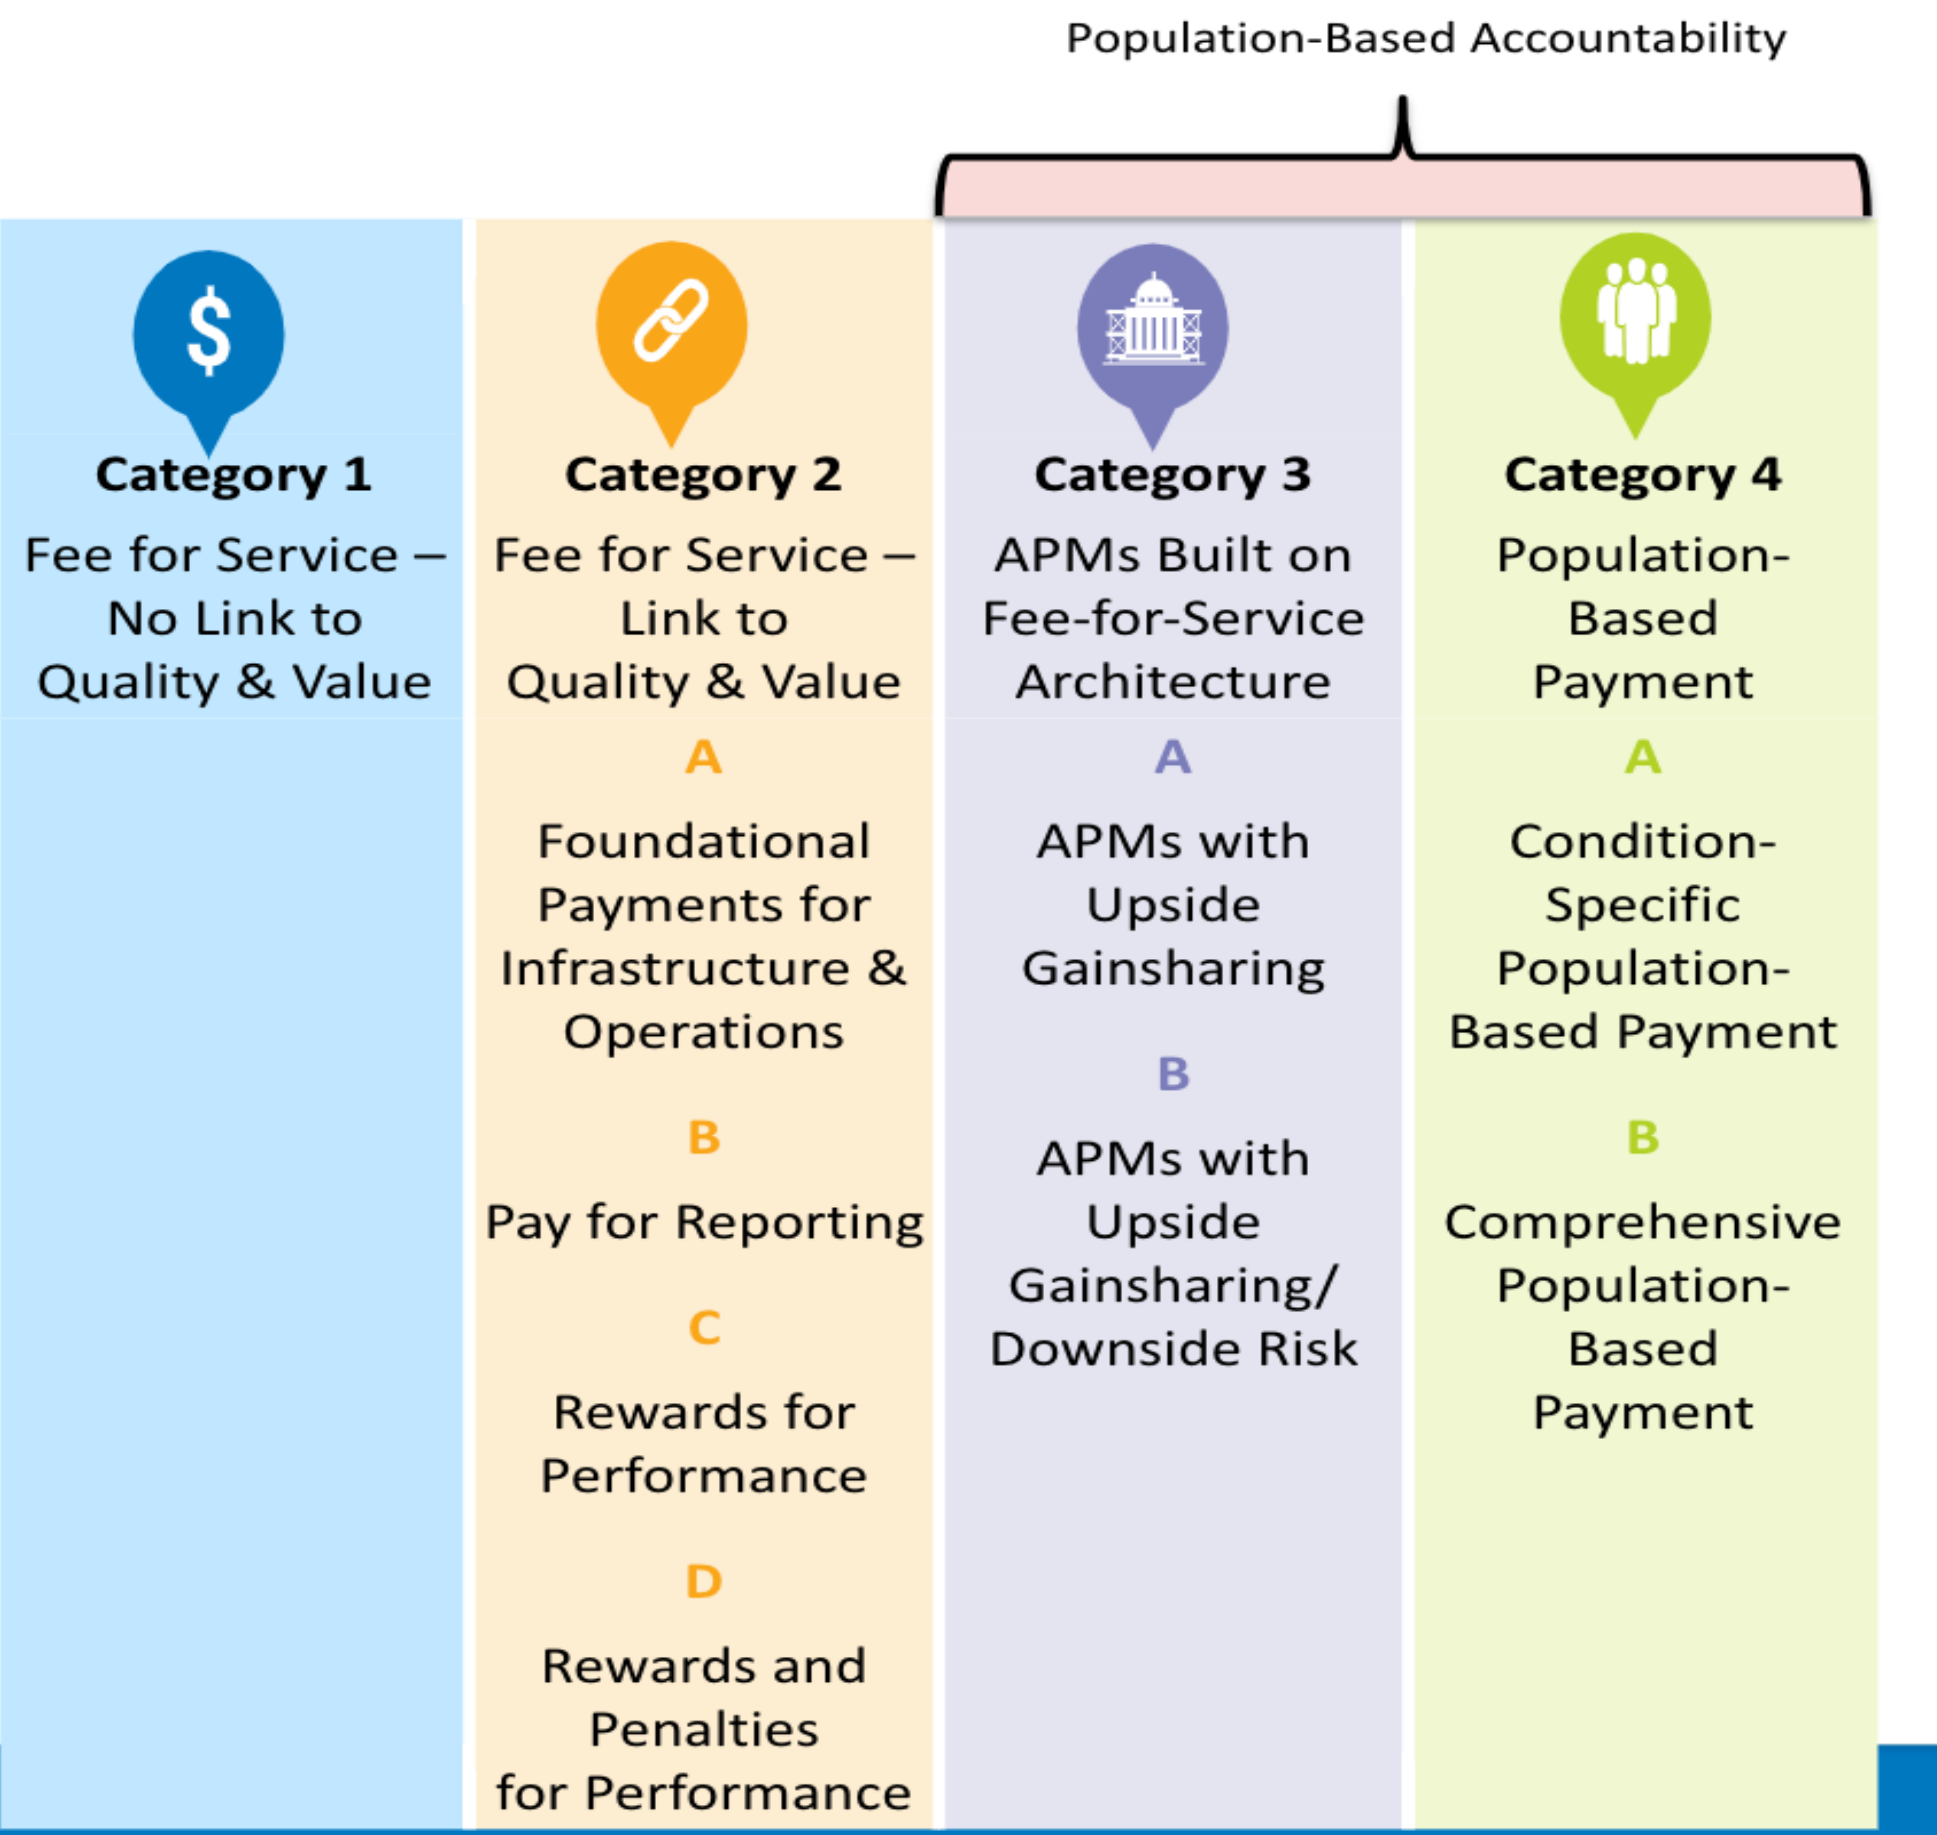 Population-Based Accountability
$
Category 1
Fee for Service –
No Link to
Quality & Value
Category 2
Fee for Service –
Link to
Quality & Value
A
Foundational
Payments for
Infrastructure &
Operations
B
Pay for Reporting
C
Rewards for
Performance
D
Rewards and
Penalties
for Performance
Category 3
APMs Built on
Fee-for-Service
Architecture
A
APMs with
Upside
Gainsharing
B
APMs with
Upside
Gainsharing/
Downside Risk
Category 4
Population-
Based
Payment
A
Condition-
Specific
Population-
Based Payment
B
Comprehensive
Population-
Based
Payment